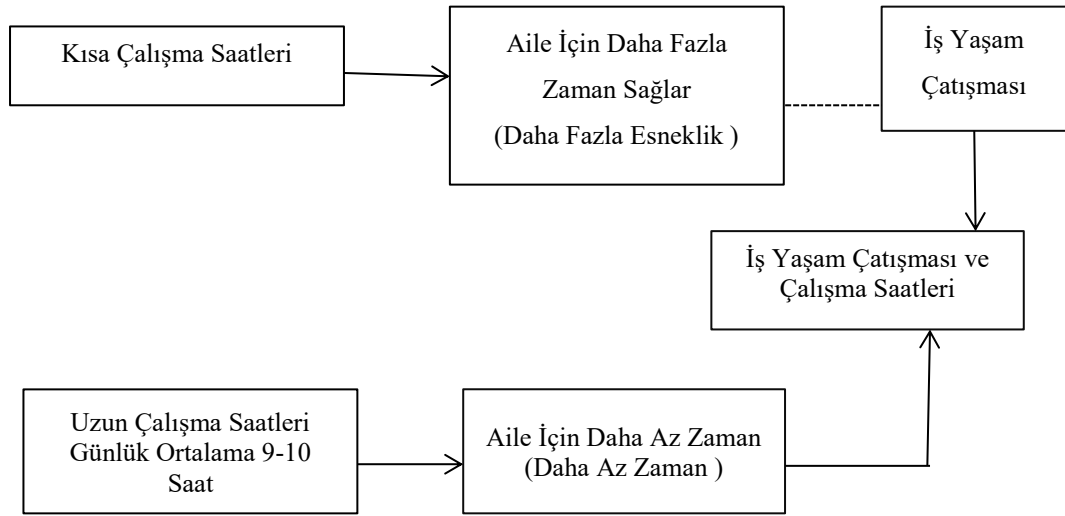 Kısa Çalışma Saatleri
Aile İçin Daha Fazla
Zaman Sağlar
(Daha Fazla Esneklik )
İş Yaşam
Çatışması
İş Yaşam Çatışması ve
Çalışma Saatleri
Uzun Çalışma Saatleri
Günlük Ortalama 9-10
Saat
Aile İçin Daha Az Zaman
(Daha Az Zaman )